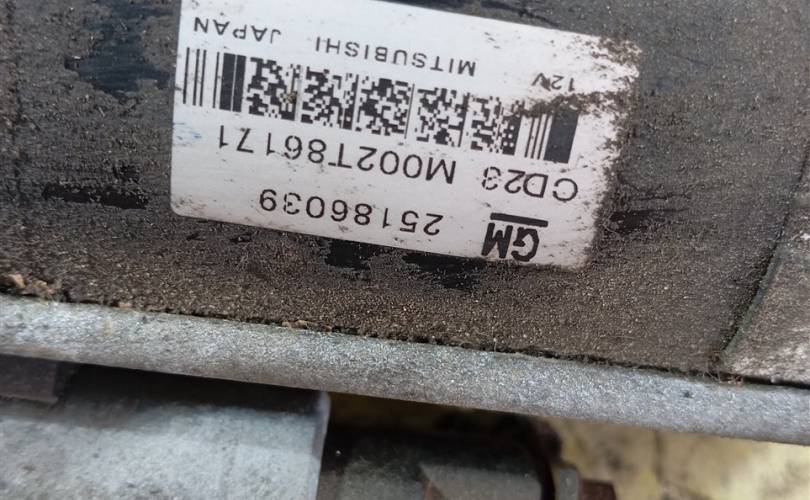 GM 25186039
CD23 M002T86171
12V MITSUBISHI JAPAN